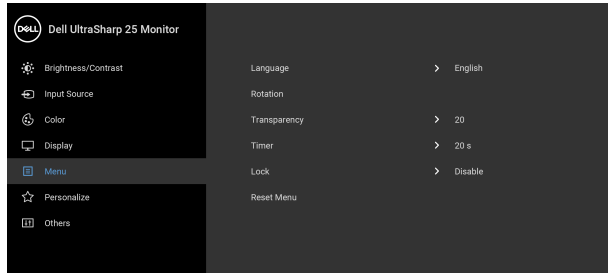 DELL Dell UltraSharp 25 Monitor
Brightness/Contrast
Input Source
Color
Display
Menu
Personalize
Others
Language > English
Rotation
Transparency > 20
Timer > 20 s
Lock > Disable
Reset Menu